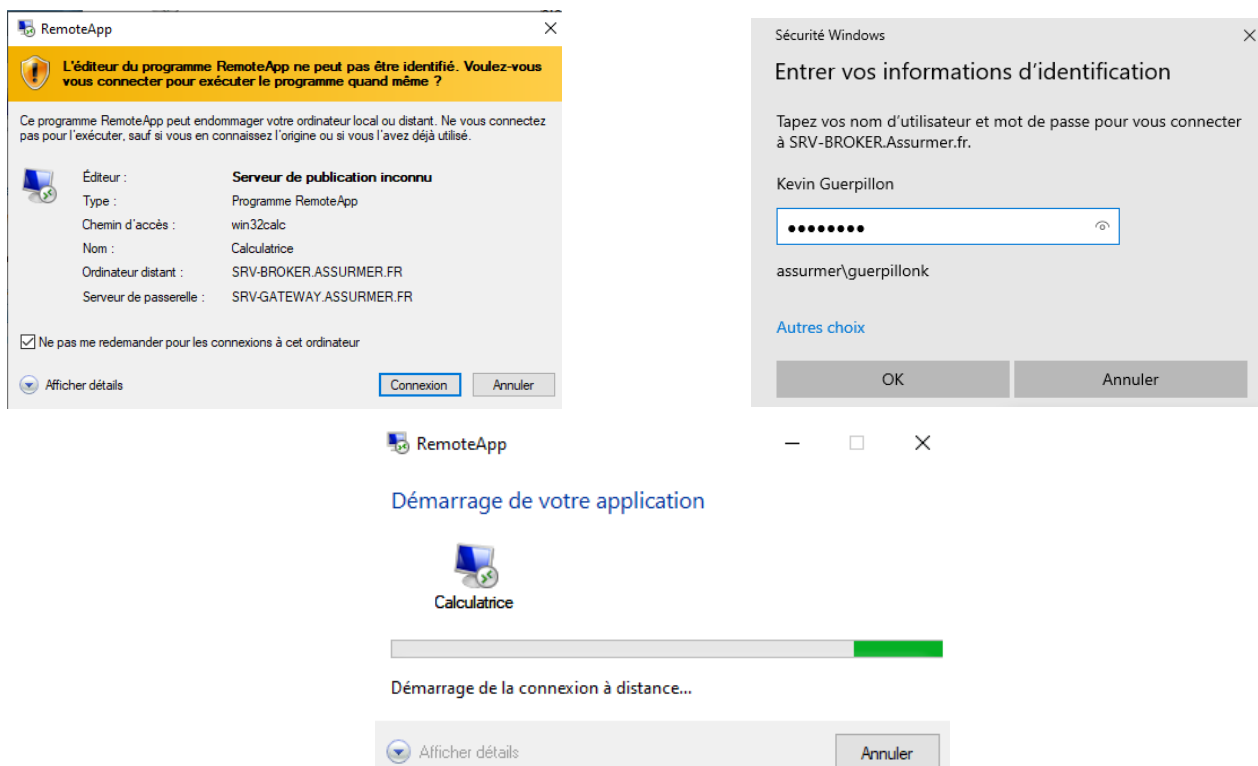 RemoteApp
L'éditeur du programme RemoteApp ne peut pas être identifié. Voulez-vous
vous connecter pour exécuter le programme quand même ?
Ce programme RemoteApp peut endommager votre ordinateur local ou distant. Ne vous connectez
pas pour l'exécuter, sauf si vous en connaissez l'origine ou si vous l'avez déjà utilisé.
Éditeur : Serveur de publication inconnu
Type : Programme RemoteApp
Chemin d'accès : win32calc
Nom : Calculatrice
Ordinateur distant : SRV-BROKER.ASSURMER.FR
Serveur de passerelle : SRV-GATEWAY.ASSURMER.FR
Ne pas me redemander pour les connexions à cet ordinateur
Afficher détails Connexion Annuler
Sécurité Windows
Entrer vos informations d'identification
Tapez vos nom d'utilisateur et mot de passe pour vous connecter
à SRV-BROKER.Assurmer.fr.
Kevin Guerpillon
●●●●●●●●
assurmer\guerpillonk
Autres choix
OK Annuler
RemoteApp
Démarrage de votre application
Calculatrice
Démarrage de la connexion à distance...
Afficher détails Annuler